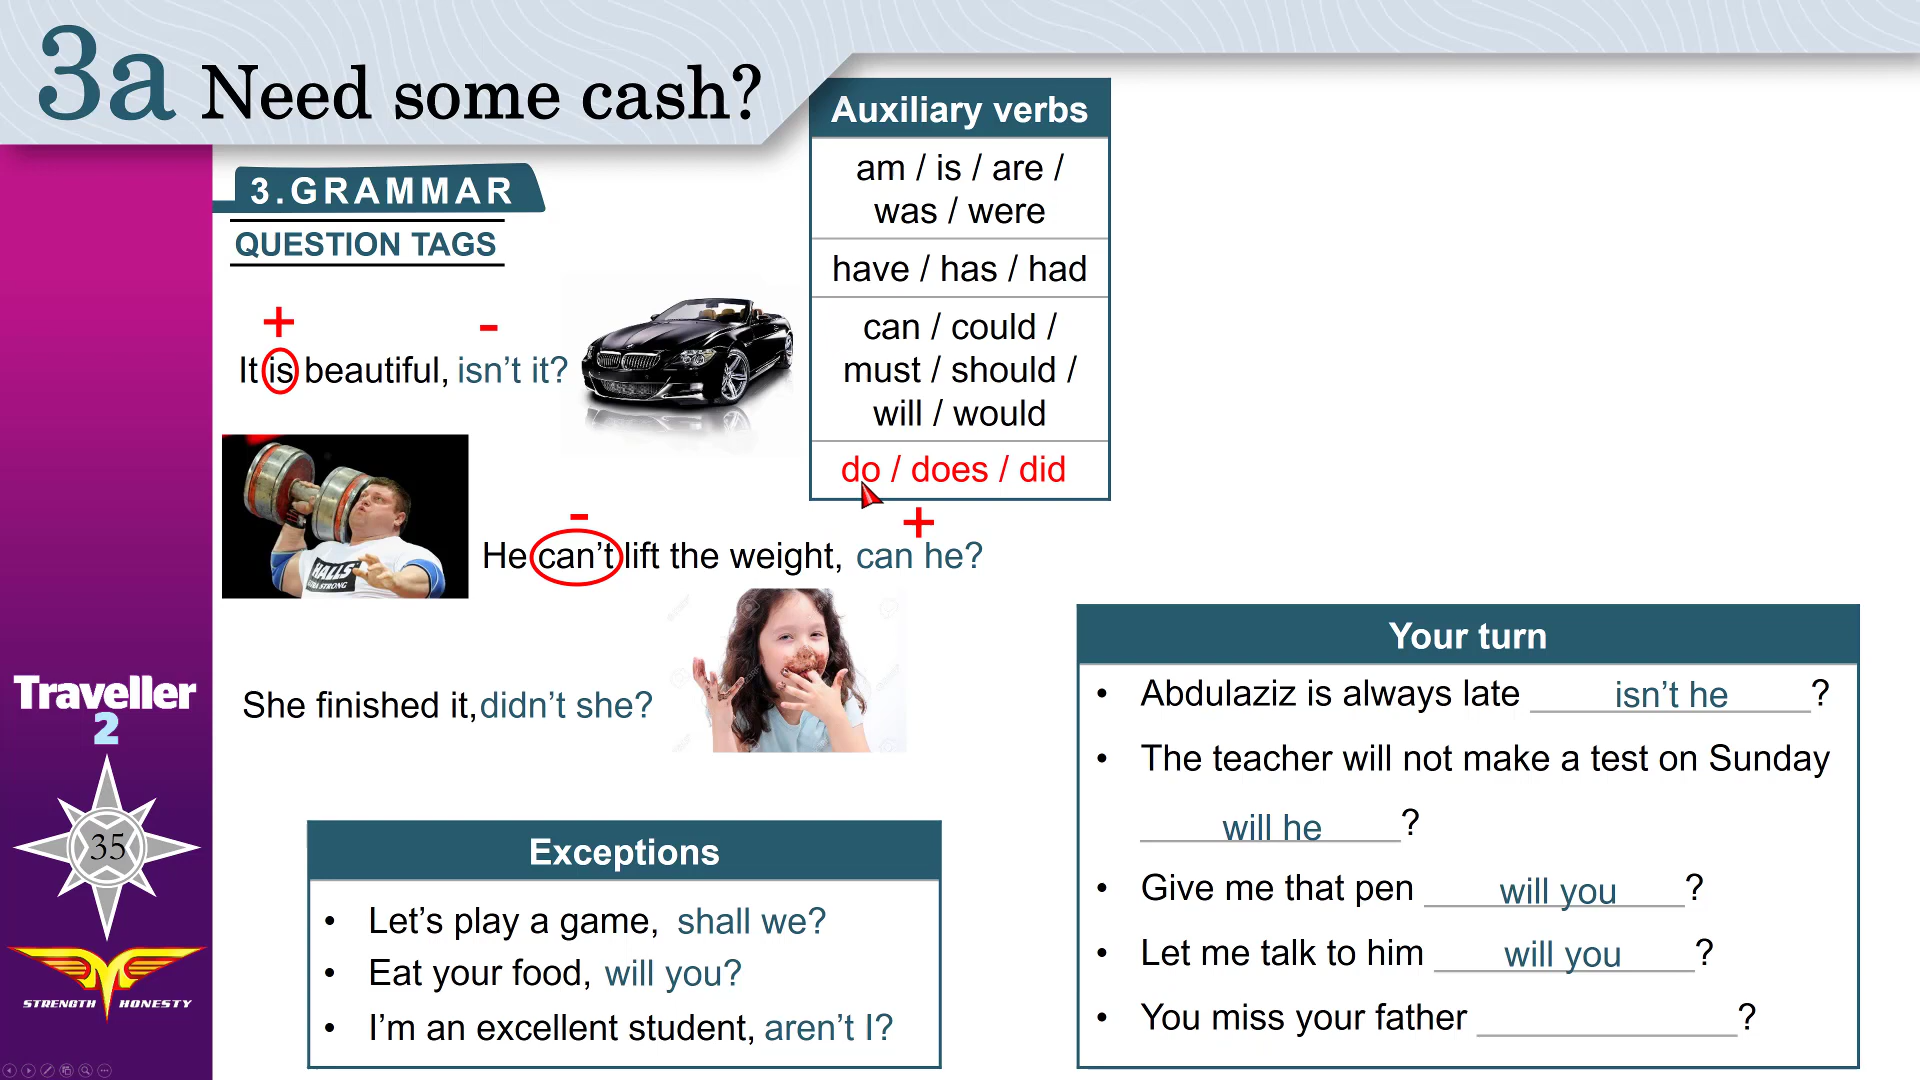 3a Need some cash?
3.GRAMMAR
QUESTION TAGS
+ -
It is beautiful, isn't it?
Auxiliary verbs
am / is / are /
was / were
have / has / had
can / could /
must / should /
will / would
do / does / did
- +
He can't lift the weight, can he?
HALL'S
She finished it, didn't she?
Exceptions
• Let's play a game, shall we?
• Eat your food, will you?
• I'm an excellent student, aren't I?
Your turn
• Abdulaziz is always late isn't he ?
• The teacher will not make a test on Sunday
will he ?
• Give me that pen will you ?
• Let me talk to him will you ?
• You miss your father ____________?
Traveller
2
35
STRENGTH HONESTY